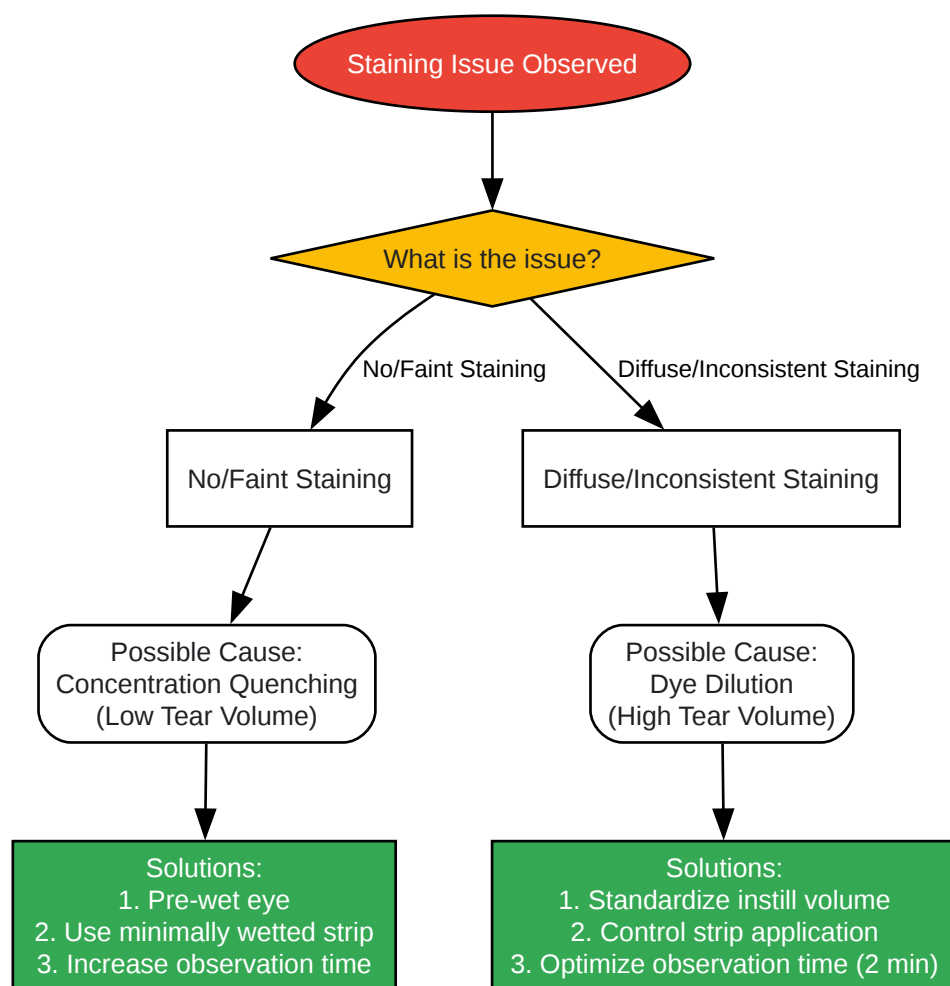 Staining Issue Observed
What is the issue?
No/Faint Staining
Diffuse/Inconsistent Staining
No/Faint Staining
Diffuse/Inconsistent Staining
Possible Cause:
Concentration Quenching
(Low Tear Volume)
Possible Cause:
Dye Dilution
(High Tear Volume)
Solutions:
1. Pre-wet eye
2. Use minimally wetted strip
3. Increase observation time
Solutions:
1. Standardize instill volume
2. Control strip application
3. Optimize observation time (2 min)